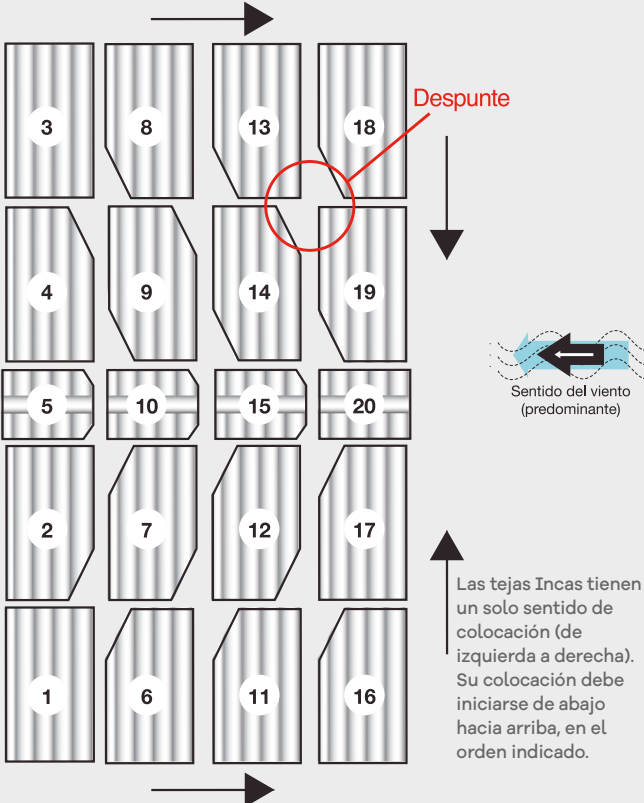 3
8
13
18
Despunte
4
9
14
19
5
10
15
20
Sentido del viento
(predominante)
2
7
12
17
Las tejas Incas tienen
un solo sentido de
colocación (de
izquierda a derecha).
Su colocación debe
iniciarse de abajo
hacia arriba, en el
orden indicado.
1
6
11
16